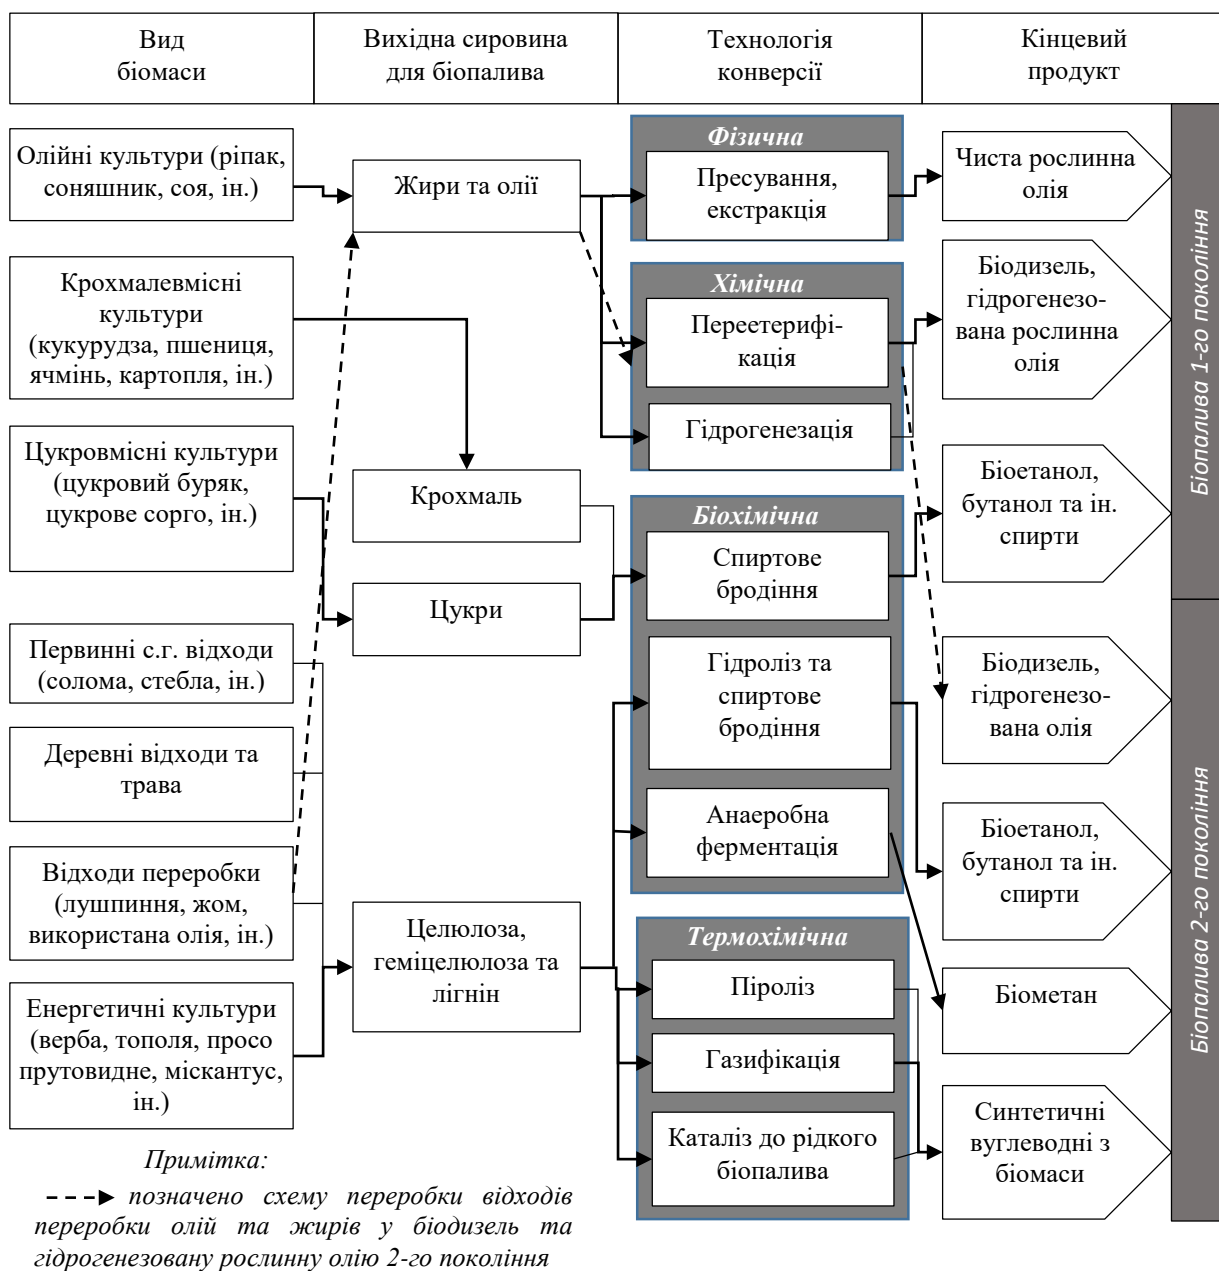 Вид
біомаси
Вихідна сировина
для біопалива
Технологія
конверсії
Кінцевий
продукт
Олійні культури (ріпак,
соняшник, соя, ін.)
Крохмалевмісні
культури
(кукурудза, пшениця,
ячмінь, картопля, ін.)
Цукровмісні культури
(цукровий буряк,
цукрове сорго, ін.)
Первинні с.г. відходи
(солома, стебла, ін.)
Деревні відходи та
трава
Відходи переробки
(лушпиння, жом,
використана олія, ін.)
Енергетичні культури
(верба, тополя, просо
прутовидне, міскантус,
ін.)
Жири та олії
Крохмаль
Цукри
Целюлоза,
геміцелюлоза та
лігнін
Фізична
Пресування,
екстракція
Хімічна
Переетерифі-
кація
Гідрогенезація
Біохімічна
Спиртове
бродіння
Гідроліз та
спиртове
бродіння
Анаеробна
ферментація
Термохімічна
Піроліз
Газифікація
Каталіз до рідкого
біопалива
Чиста рослинна
олія
Біодизель,
гідрогенезо-
вана рослинна
олія
Біоетанол,
бутанол та ін.
спирти
Біодизель,
гідрогенезо-
вана олія
Біоетанол,
бутанол та ін.
спирти
Біометан
Синтетичні
вуглеводні з
біомаси
Біопалива 1-го покоління
Біопалива 2-го покоління
Примітка:
позначено схему переробки відходів
переробки олій та жирів у біодизель та
гідрогенезовану рослинну олію 2-го покоління